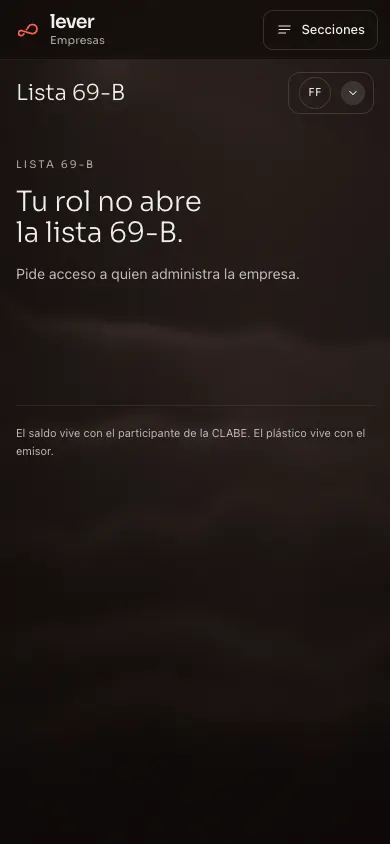 lever
Empresas
Secciones
Lista 69-B
FF
LISTA 69-B
Tu rol no abre
la lista 69-B.
Pide acceso a quien administra la empresa.
El saldo vive con el participante de la CLABE. El plástico vive con el
emisor.